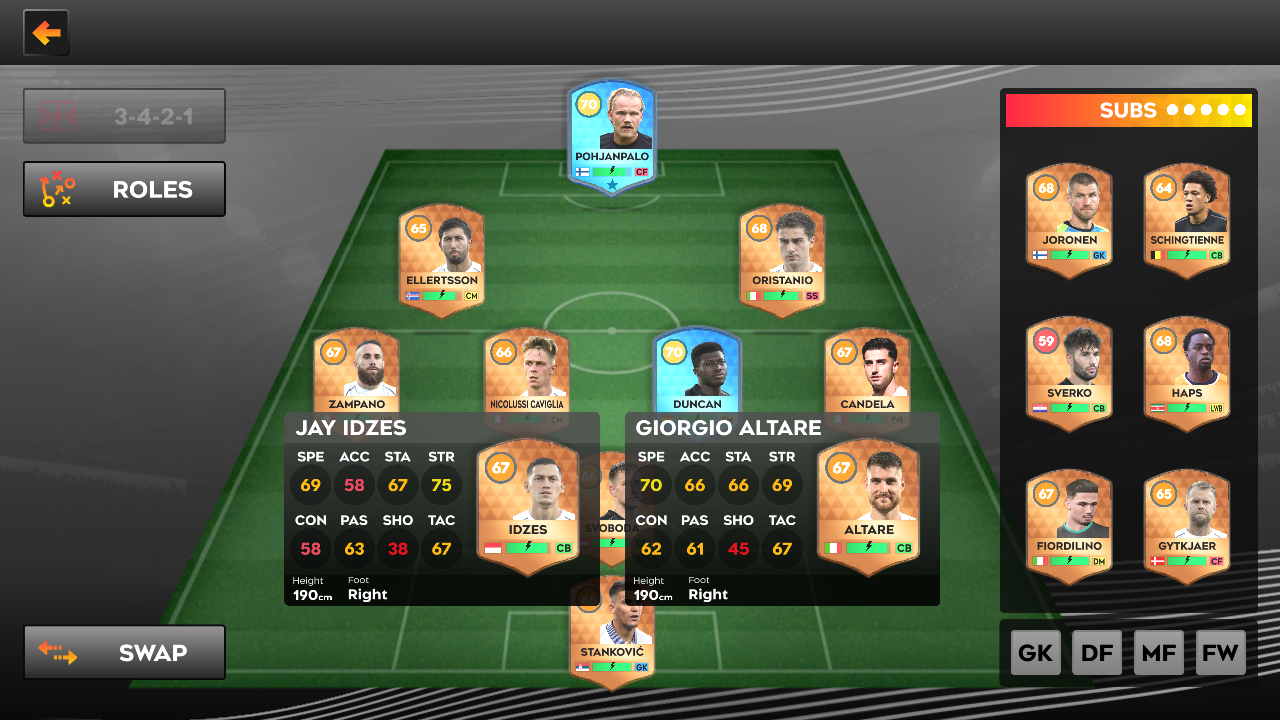 3-4-2-1
ROLES
SUBS
70
POHJANPALO
CF
65
ELLERTSSON
CM
68
ORISTANIO
SS
67
ZAMPANO
66
NICOLUSSI CAVIGLIA
CM
70
DUNCAN
67
CANDELA
JAY IDZES
SPE ACC STA STR
69 58 67 75
CON PAS SHO TAC
58 63 38 67
Height Foot
190cm Right
67
IDZES
CB
SVOBODA
GIORGIO ALTARE
SPE ACC STA STR
70 66 66 69
CON PAS SHO TAC
62 61 45 67
Height Foot
190cm Right
67
ALTARE
CB
STANKOVIĆ
GK
68
JORONEN
GK
64
SCHINGTIENNE
CB
59
SVERKO
CB
68
HAPS
LWB
67
FIORDILINO
DM
65
GYTKJAER
CF
SWAP
GK DF MF FW